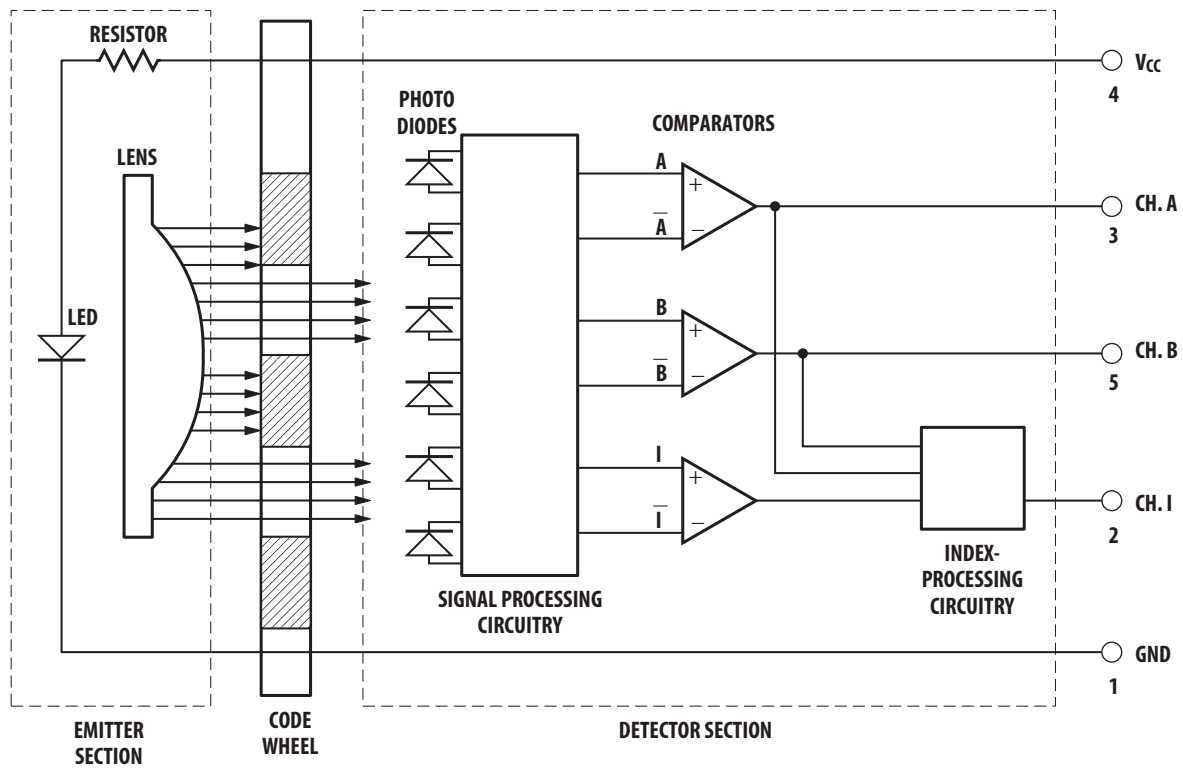 RESISTOR
VCC
4
PHOTO
DIODES
COMPARATORS
LENS
A
+
CH. A
3
A̅
−
LED
B
+
CH. B
5
B̅
−
I
+
CH. I
2
I̅
−
INDEX-
PROCESSING
CIRCUITRY
SIGNAL PROCESSING
CIRCUITRY
GND
1
EMITTER
SECTION
CODE
WHEEL
DETECTOR SECTION